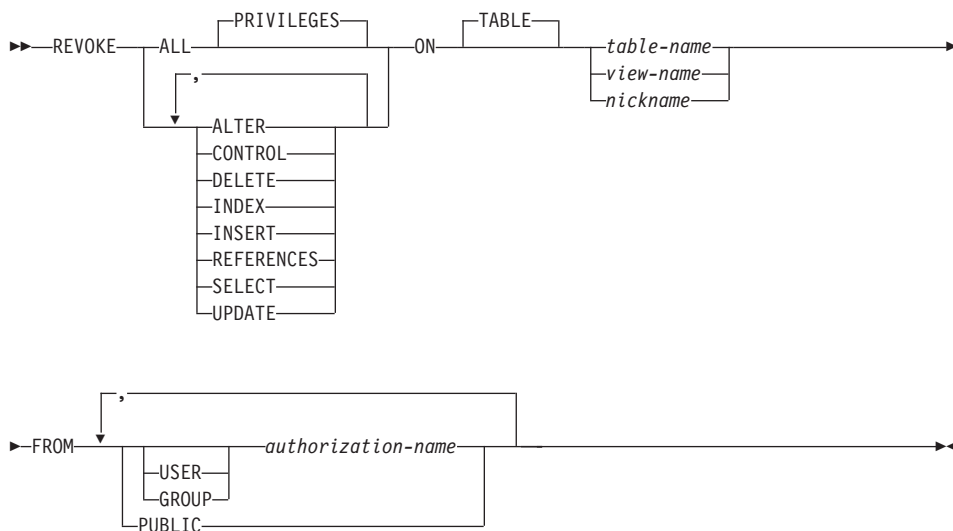 PRIVILEGES TABLE
REVOKE ALL ON table-name
, view-name
nickname
ALTER
CONTROL
DELETE
INDEX
INSERT
REFERENCES
SELECT
UPDATE
,
FROM authorization-name
USER
GROUP
PUBLIC